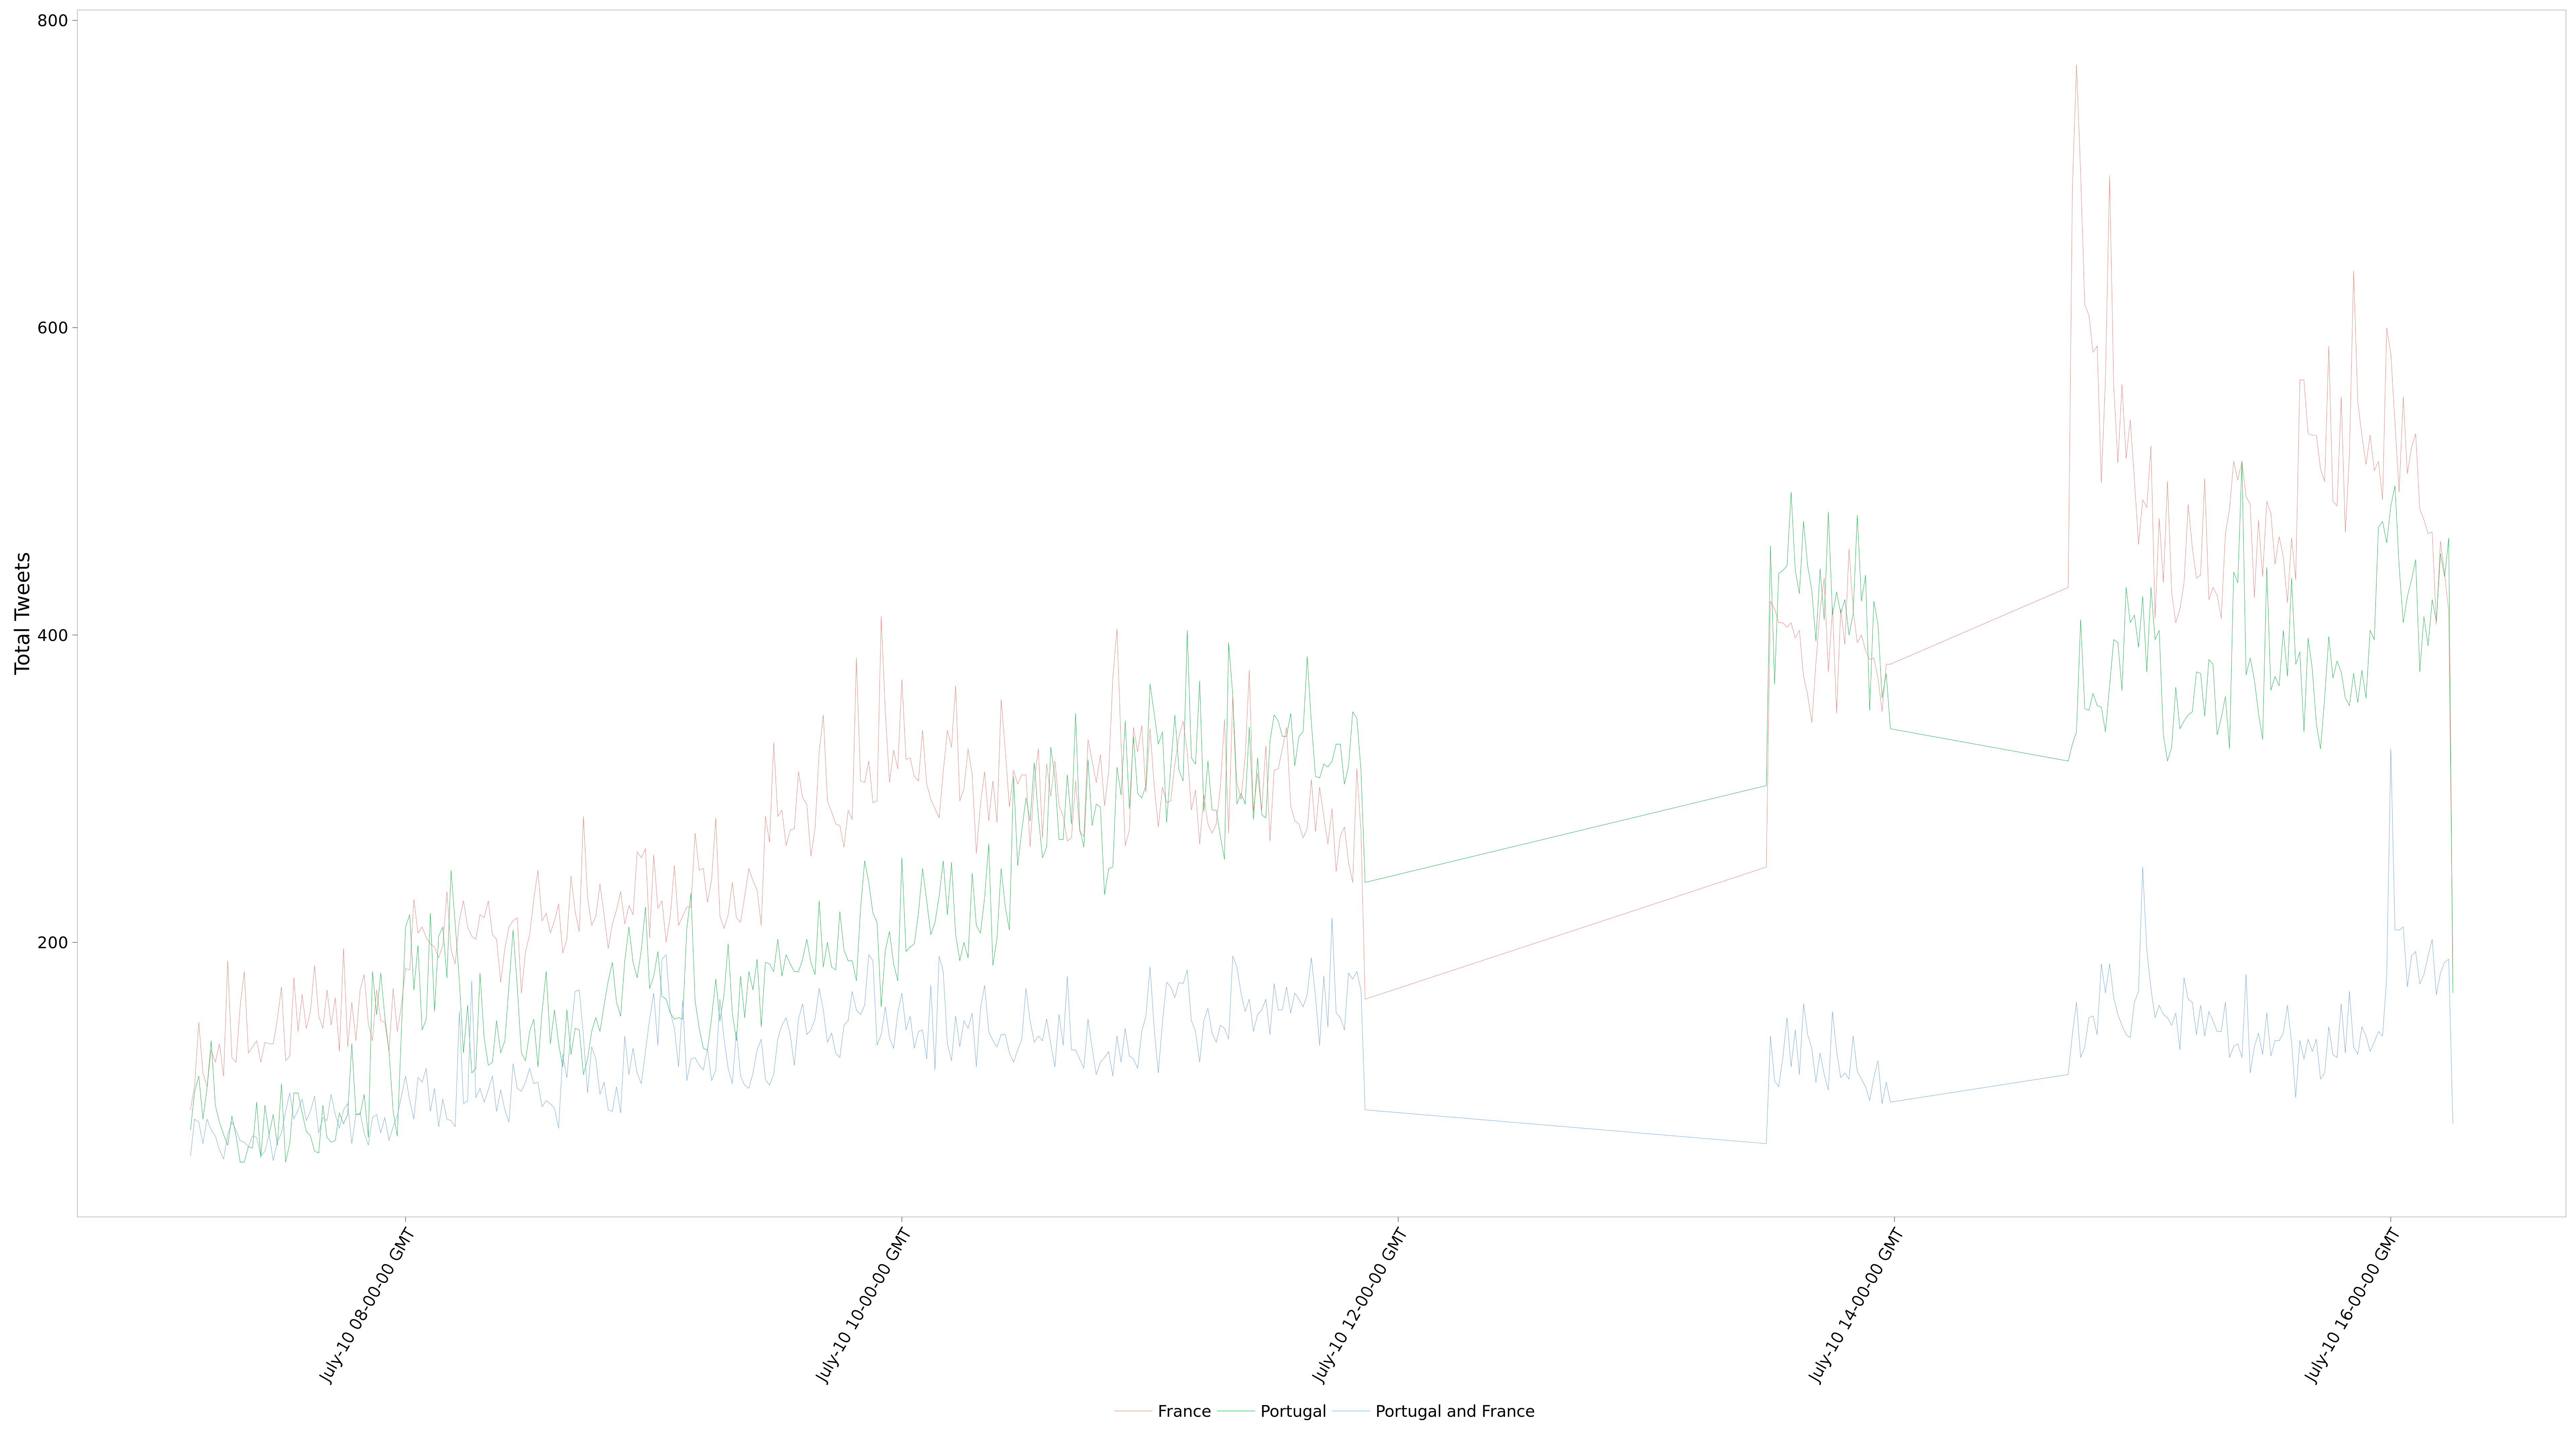 800
600
400
200
Total Tweets
July-10 08-00-00 GMT
July-10 10-00-00 GMT
July-10 12-00-00 GMT
July-10 14-00-00 GMT
July-10 16-00-00 GMT
France Portugal Portugal and France